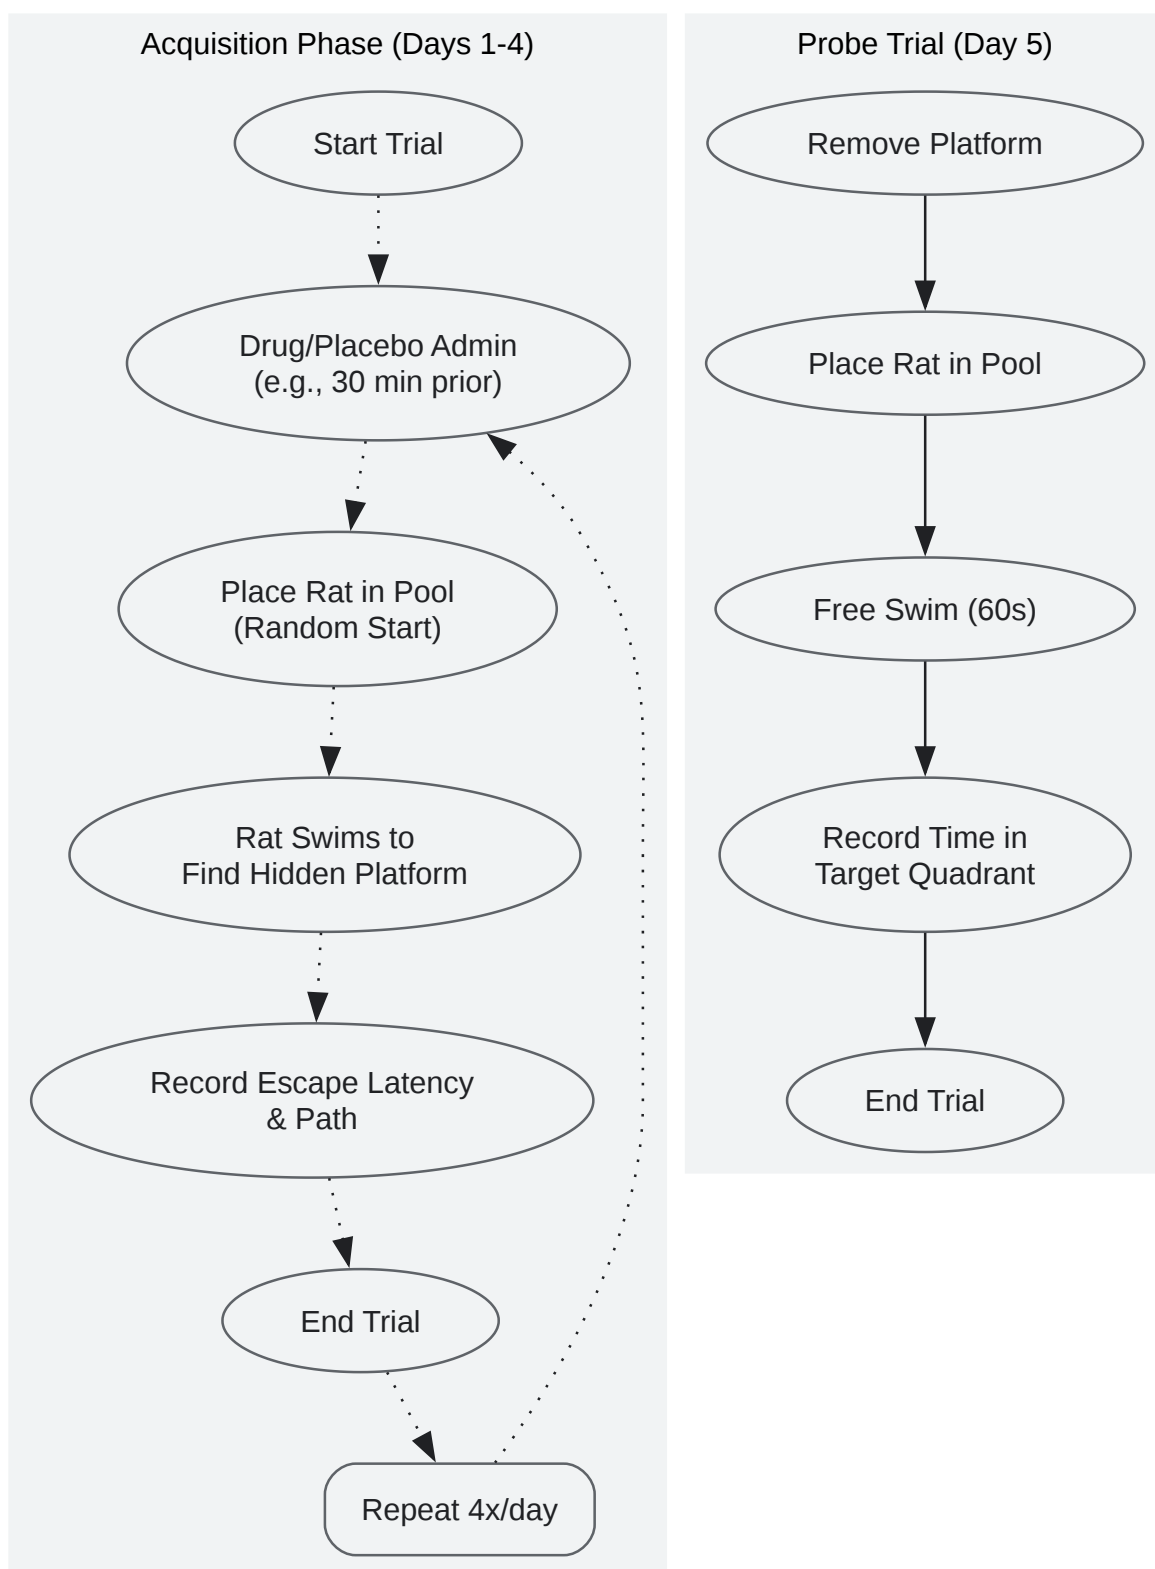 Acquisition Phase (Days 1-4)
Start Trial
Drug/Placebo Admin
(e.g., 30 min prior)
Place Rat in Pool
(Random Start)
Rat Swims to
Find Hidden Platform
Record Escape Latency
& Path
End Trial
Repeat 4x/day
Probe Trial (Day 5)
Remove Platform
Place Rat in Pool
Free Swim (60s)
Record Time in
Target Quadrant
End Trial